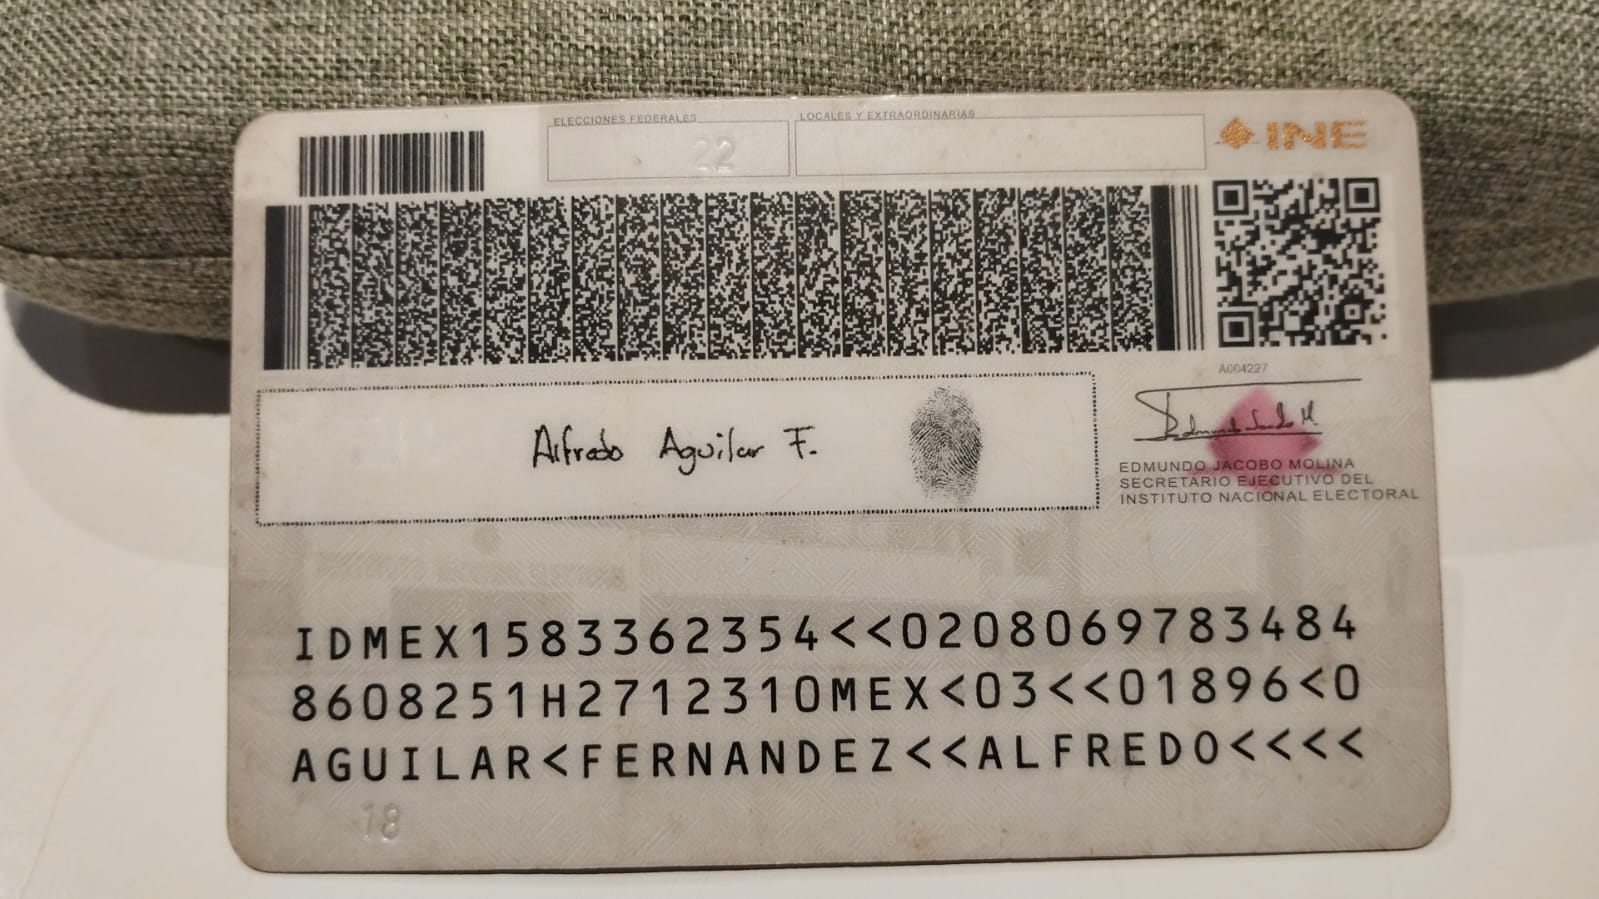 ELECCIONES FEDERALES
LOCALES Y EXTRAORDINARIAS
INE
22
A004227
Alfredo Aguilar F.
EDMUNDO JACOBO MOLINA
SECRETARIO EJECUTIVO DEL
INSTITUTO NACIONAL ELECTORAL
IDMEX1583362354<<0208069783484
8608251H2712310MEX<03<<01896<0
AGUILAR<FERNANDEZ<<ALFREDO<<<<
18